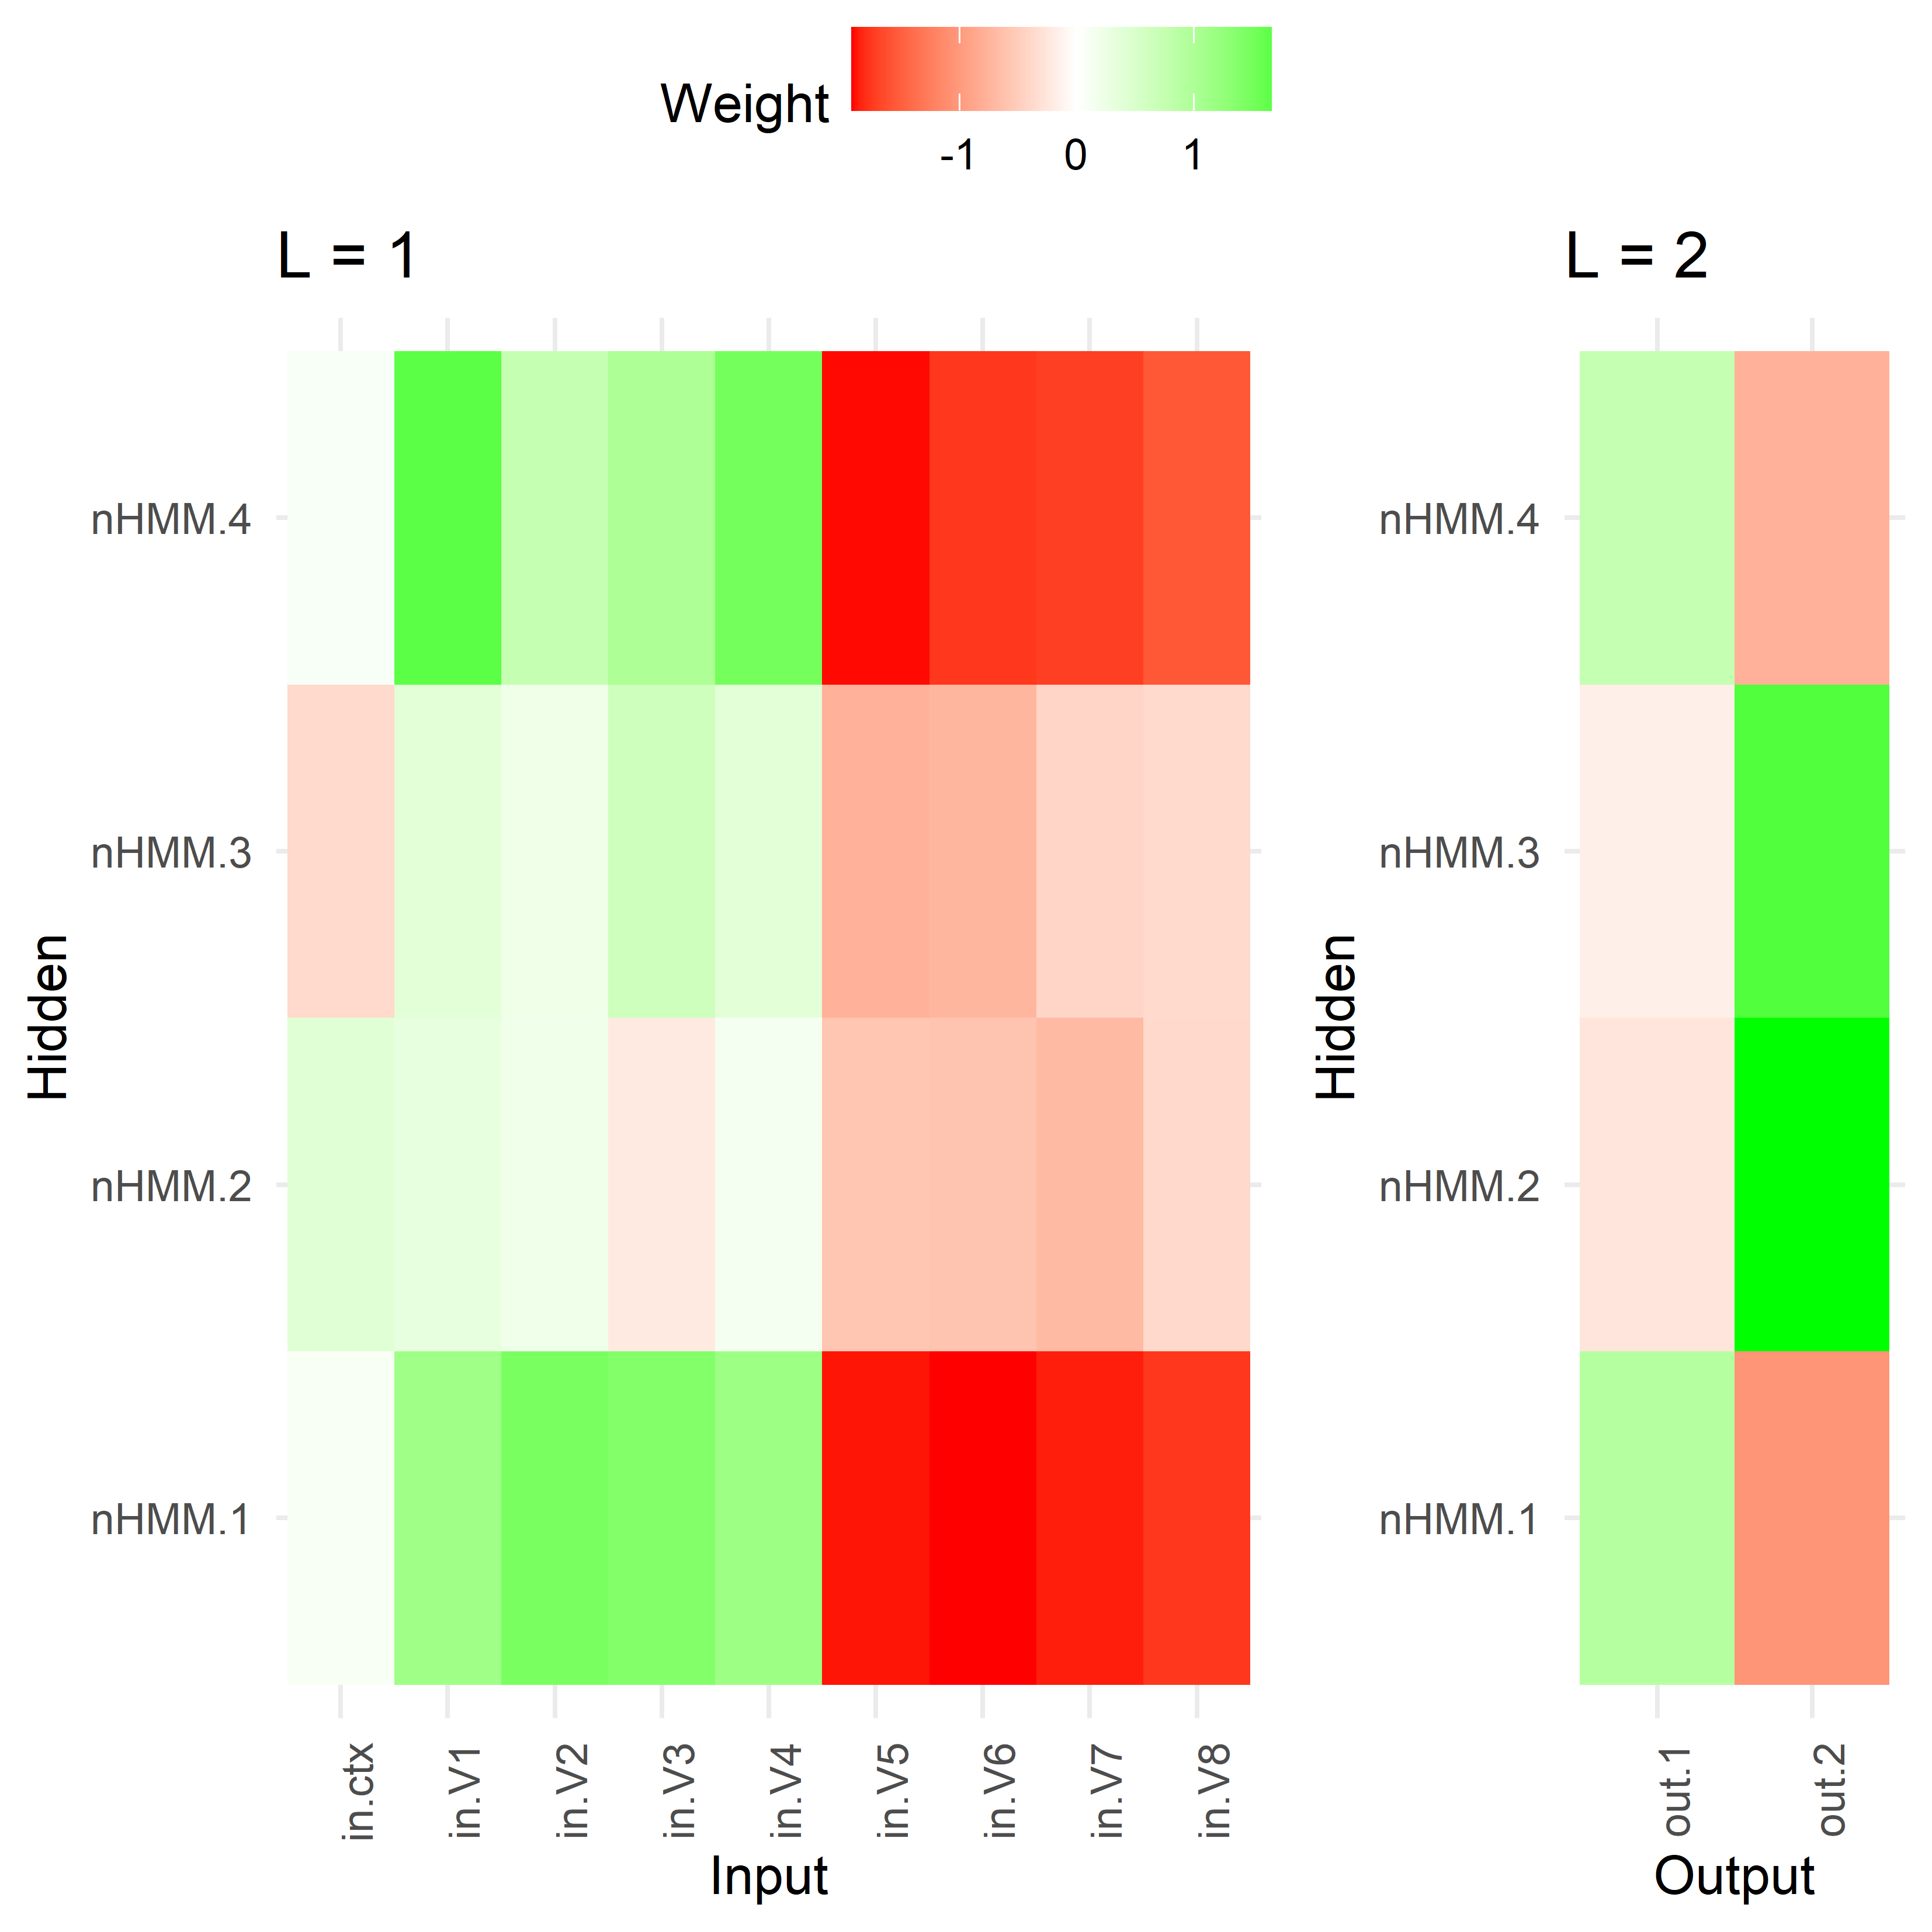 Weight
-1 0 1
L = 1
L = 2
nHMM.4
nHMM.3
nHMM.2
nHMM.1
Hidden
in.ctx
in.V1
in.V2
in.V3
in.V4
in.V5
in.V6
in.V7
in.V8
Input
nHMM.4
nHMM.3
nHMM.2
nHMM.1
Hidden
out.1
out.2
Output